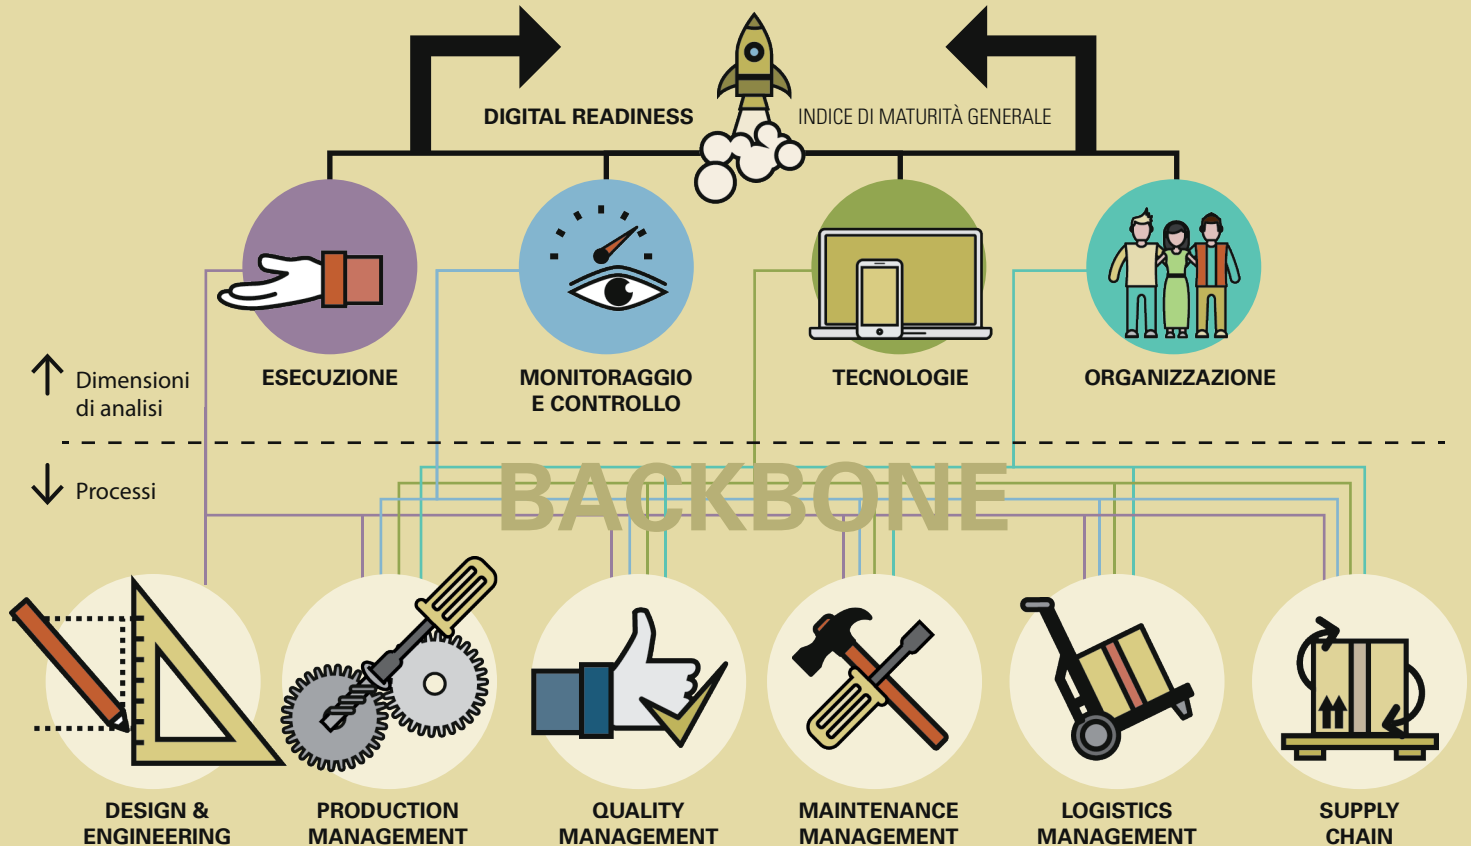 DIGITAL READINESS
INDICE DI MATURITÀ GENERALE
ESECUZIONE
MONITORAGGIO
E CONTROLLO
TECNOLOGIE
ORGANIZZAZIONE
Dimensioni
di analisi
Processi
BACKBONE
DESIGN &
ENGINEERING
PRODUCTION
MANAGEMENT
QUALITY
MANAGEMENT
MAINTENANCE
MANAGEMENT
LOGISTICS
MANAGEMENT
SUPPLY
CHAIN